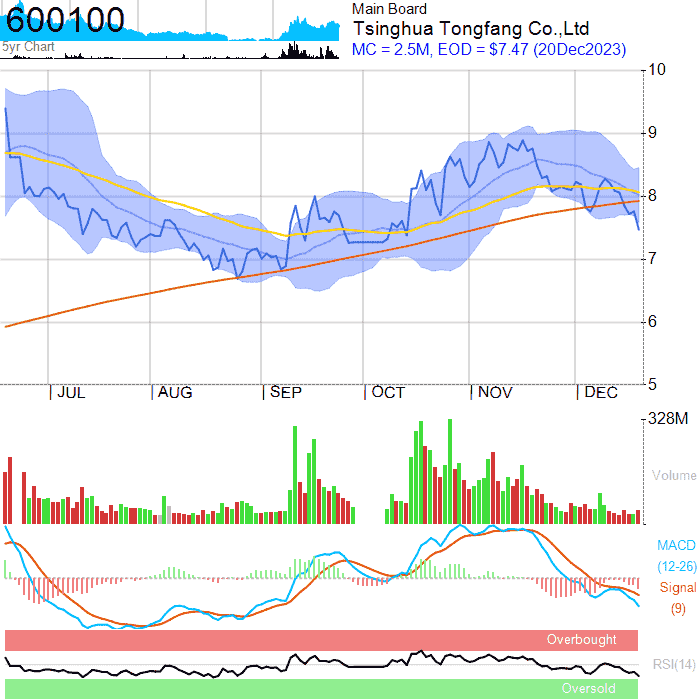 600100
5yr Chart
Main Board
Tsinghua Tongfang Co.,Ltd
MC = 2.5M, EOD = $7.47 (20Dec2023)
10
9
8
7
6
5
JUL AUG SEP OCT NOV DEC
328M
Volume
MACD
(12-26)
Signal
(9)
Overbought
RSI(14)
Oversold